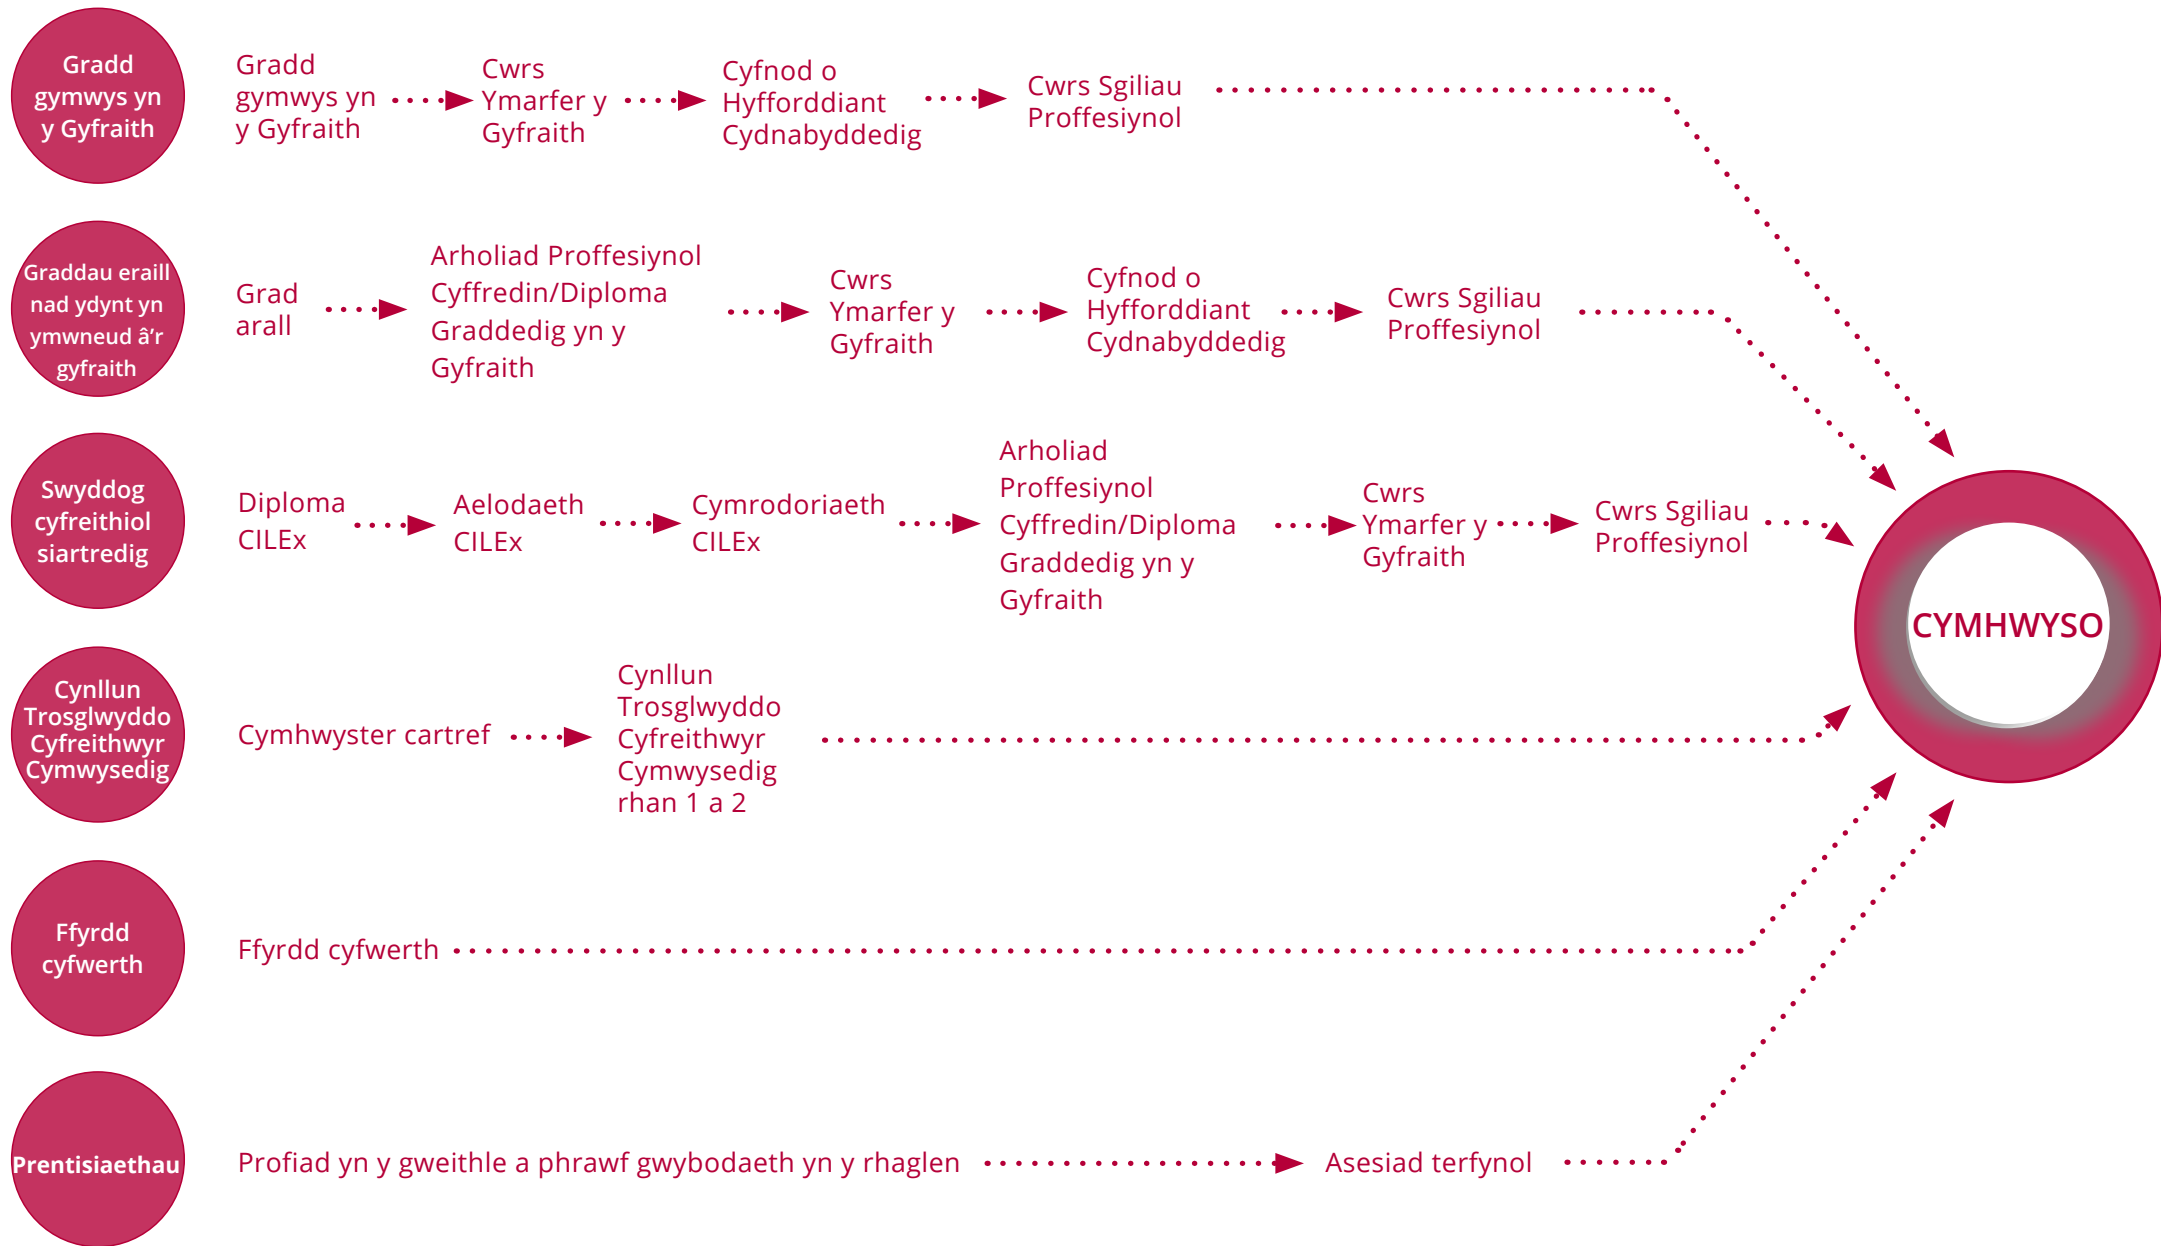 Gradd
gymwys yn
y Gyfraith
Gradd
gymwys yn
y Gyfraith
Cwrs
Ymarfer y
Gyfraith
Cyfnod o
Hyfforddiant
Cydnabyddedig
Cwrs Sgiliau
Proffesiynol
Graddau eraill
nad ydynt yn
ymwneud â’r
gyfraith
Grad
arall
Arholiad Proffesiynol
Cyffredin/Diploma
Graddedig yn y
Gyfraith
Cwrs
Ymarfer y
Gyfraith
Cyfnod o
Hyfforddiant
Cydnabyddedig
Cwrs Sgiliau
Proffesiynol
Swyddog
cyfreithiol
siartredig
Diploma
CILEx
Aelodaeth
CILEx
Cymrodoriaeth
CILEx
Arholiad
Proffesiynol
Cyffredin/Diploma
Graddedig yn y
Gyfraith
Cwrs
Ymarfer y
Gyfraith
Cwrs Sgiliau
Proffesiynol
CYMHWYSO
Cynllun
Trosglwyddo
Cyfreithwyr
Cymwysedig
Cymhwyster cartref
Cynllun
Trosglwyddo
Cyfreithwyr
Cymwysedig
rhan 1 a 2
Ffyrdd
cyfwerth
Ffyrdd cyfwerth
Prentisiaethau
Profiad yn y gweithle a phrawf gwybodaeth yn y rhaglen
Asesiad terfynol